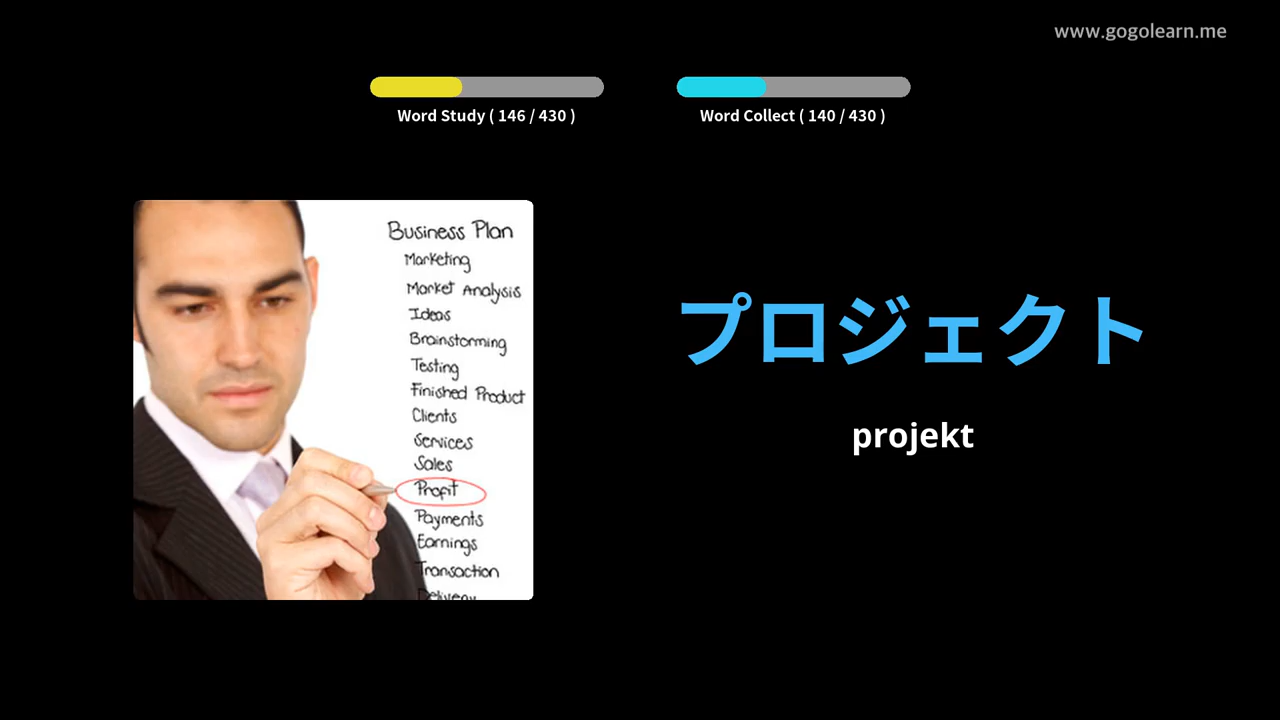 www.gogolearn.me
Word Study ( 146 / 430 )
Word Collect ( 140 / 430 )
Business Plan
Marketing
Market Analysis
Ideas
Brainstorming
Testing
Finished Product
Clients
Services
Sales
Profit
Payments
Earnings
Transaction
Delivery
プロジェクト
projekt